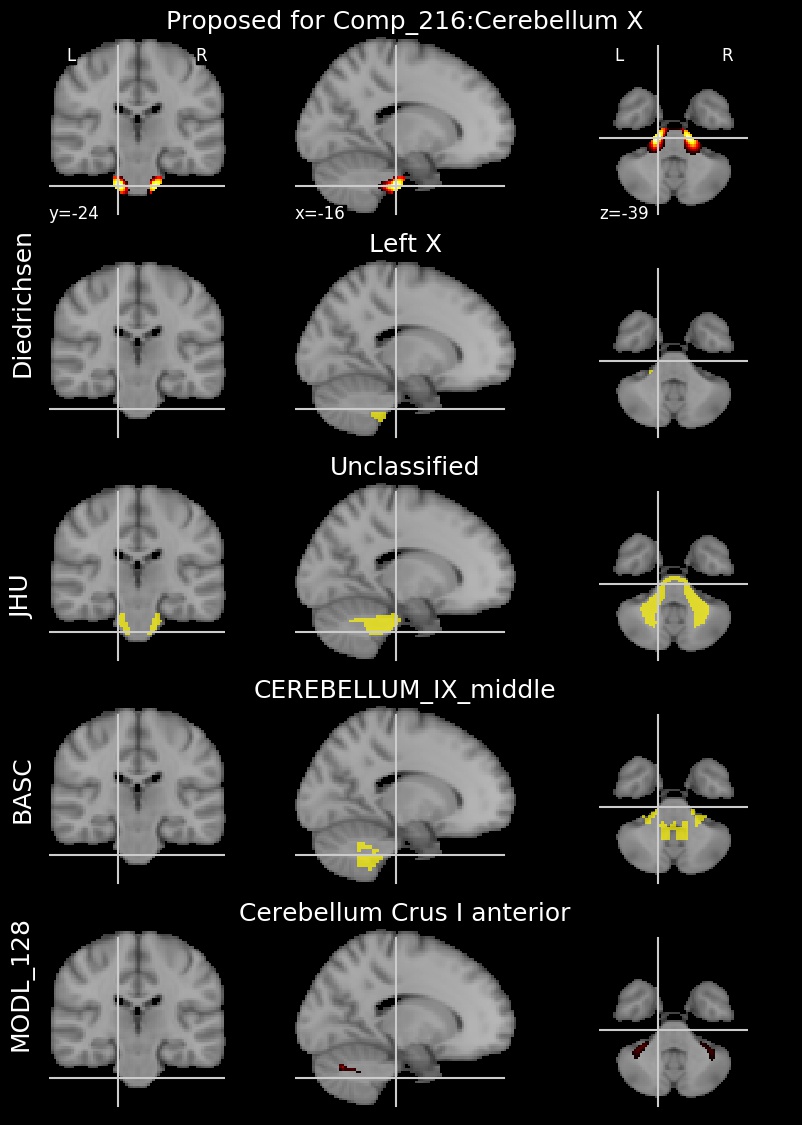 Proposed for Comp_216:Cerebellum X
L R L R
y=-24 x=-16 z=-39
Diedrichsen
Left X
JHU
Unclassified
BASC
CEREBELLUM_IX_middle
MODL_128
Cerebellum Crus I anterior